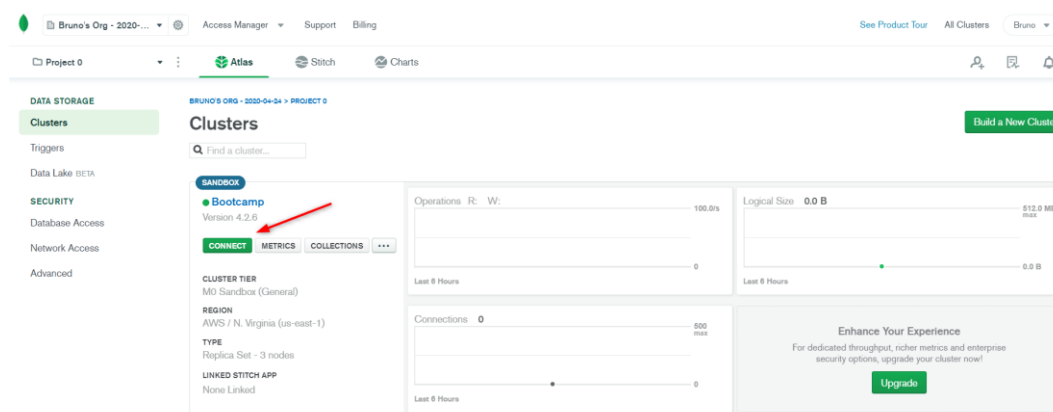 Bruno's Org - 2020-... Access Manager Support Billing See Product Tour All Clusters Bruno
Project 0 Atlas Stitch Charts
DATA STORAGE
Clusters
Triggers
Data Lake BETA
SECURITY
Database Access
Network Access
Advanced
BRUNO'S ORG - 2020-04-24 > PROJECT 0
Clusters
Build a New Cluste
Find a cluster...
SANDBOX
Bootcamp
Version 4.2.6
CONNECT METRICS COLLECTIONS ...
CLUSTER TIER
M0 Sandbox (General)
REGION
AWS / N. Virginia (us-east-1)
TYPE
Replica Set - 3 nodes
LINKED STITCH APP
None Linked
Operations R: W:
100.0/s
0
Last 6 Hours
Logical Size 0.0 B
512.0 MB
max
0.0 B
Last 6 Hours
Connections 0
500
max
0
Last 6 Hours
Enhance Your Experience
For dedicated throughput, richer metrics and enterprise
security options, upgrade your cluster now!
Upgrade